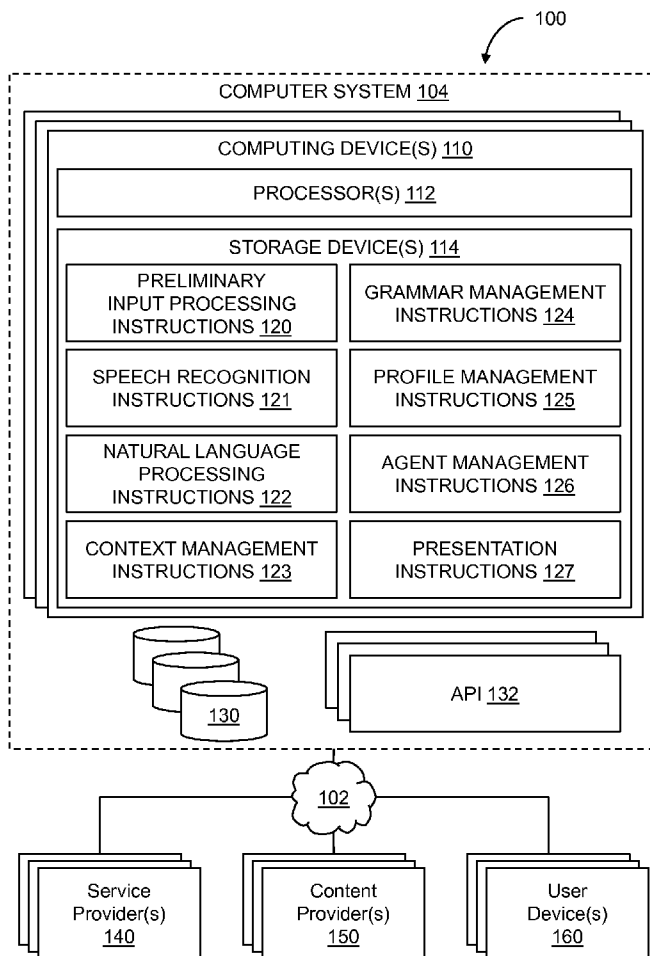 100
COMPUTER SYSTEM 104
COMPUTING DEVICE(S) 110
PROCESSOR(S) 112
STORAGE DEVICE(S) 114
PRELIMINARY
INPUT PROCESSING
INSTRUCTIONS 120
GRAMMAR MANAGEMENT
INSTRUCTIONS 124
SPEECH RECOGNITION
INSTRUCTIONS 121
PROFILE MANAGEMENT
INSTRUCTIONS 125
NATURAL LANGUAGE
PROCESSING
INSTRUCTIONS 122
AGENT MANAGEMENT
INSTRUCTIONS 126
CONTEXT MANAGEMENT
INSTRUCTIONS 123
PRESENTATION
INSTRUCTIONS 127
130
API 132
102
Service
Provider(s)
140
Content
Provider(s)
150
User
Device(s)
160